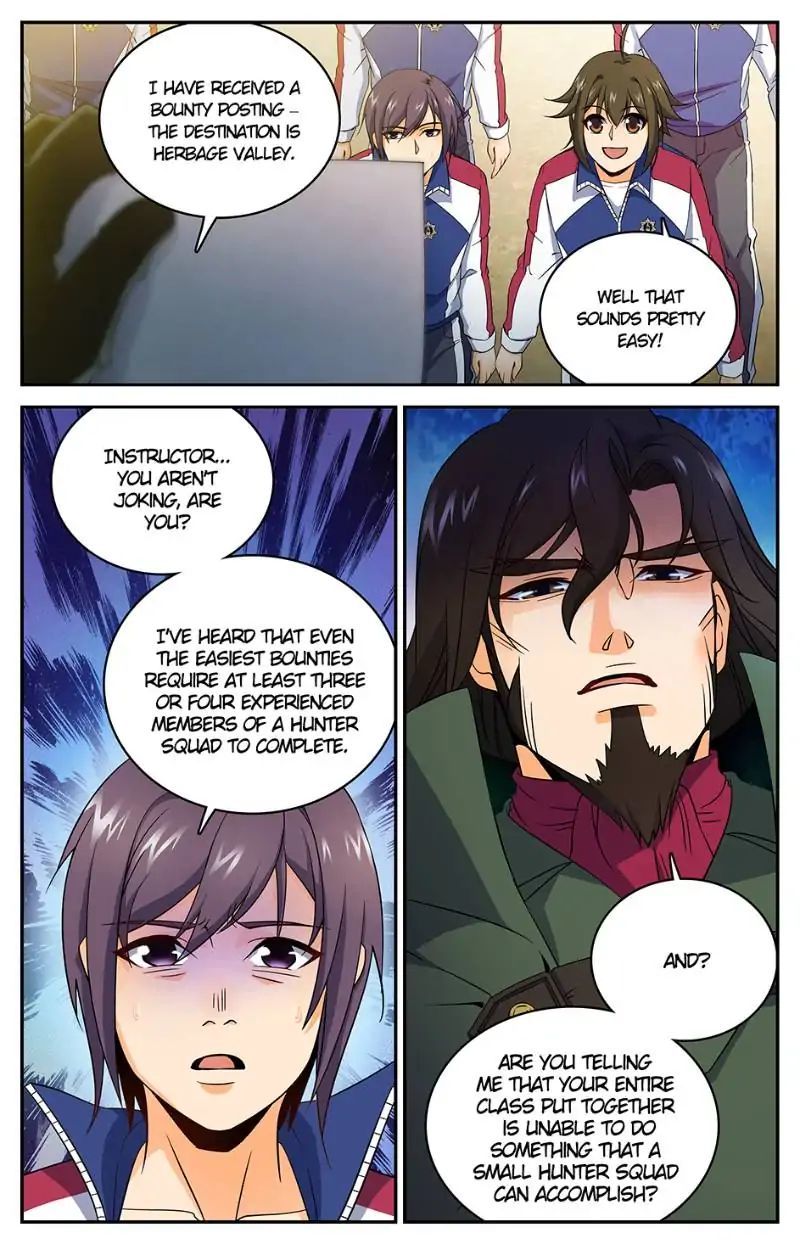 I HAVE RECEIVED A
BOUNTY POSTING –
THE DESTINATION IS
HERBAGE VALLEY.
WELL THAT
SOUNDS PRETTY
EASY!
INSTRUCTOR...
YOU AREN'T
JOKING, ARE
YOU?
I'VE HEARD THAT EVEN
THE EASIEST BOUNTIES
REQUIRE AT LEAST THREE
OR FOUR EXPERIENCED
MEMBERS OF A HUNTER
SQUAD TO COMPLETE.
AND?
ARE YOU TELLING
ME THAT YOUR ENTIRE
CLASS PUT TOGETHER
IS UNABLE TO DO
SOMETHING THAT A
SMALL HUNTER SQUAD
CAN ACCOMPLISH?